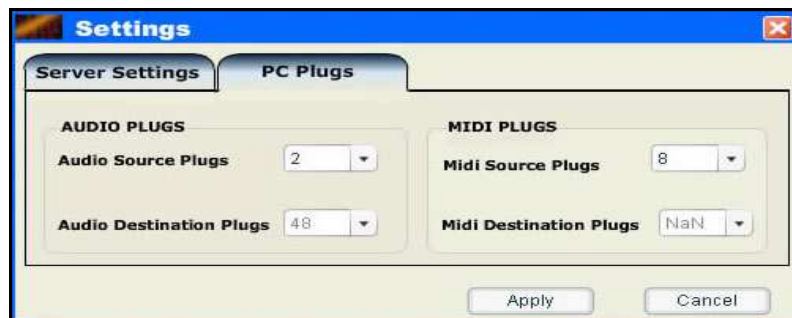 Settings
Server Settings
PC Plugs
AUDIO PLUGS
Audio Source Plugs 2
Audio Destination Plugs 48
MIDI PLUGS
Midi Source Plugs 8
Midi Destination Plugs NaN
Apply
Cancel